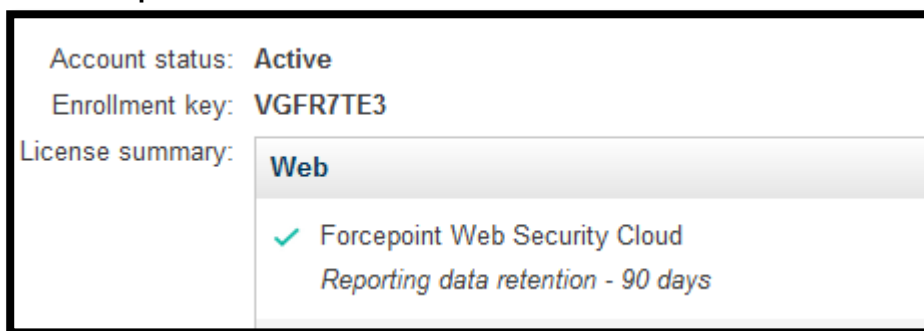 Account status: Active
Enrollment key: VGFR7TE3
License summary:
Web
Forcepoint Web Security Cloud
Reporting data retention - 90 days